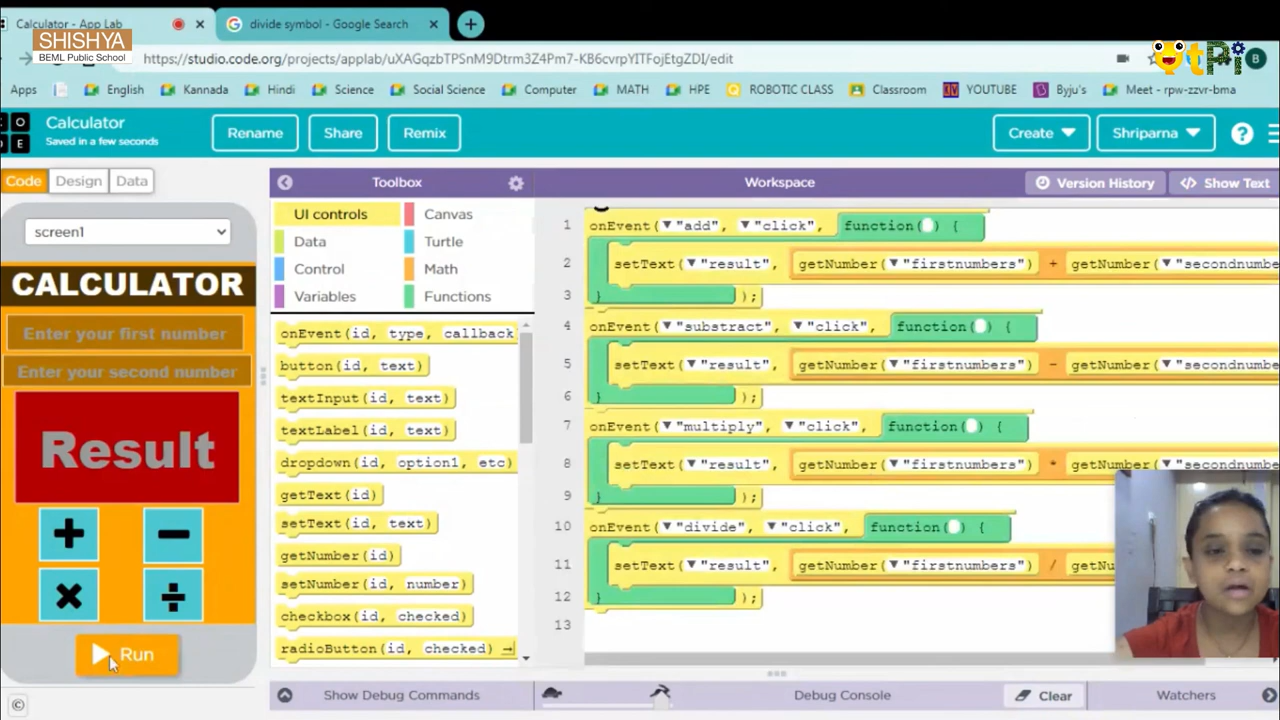 Calculator - App Lab
divide symbol - Google Search
SHISHYA
BEML Public School
UtPi
https://studio.code.org/projects/applab/uXAGqzbTPSnM9Dtrm3Z4Pm7-KB6cvrpYITFojEtgZDI/edit
B
Apps English Kannada Hindi Science Social Science Computer MATH HPE ROBOTIC CLASS Classroom YOUTUBE Byju's Meet - rpw-zzvr-bma
C O
D E
Calculator
Saved in a few seconds
Rename
Share
Remix
Create
Shriparna
?
Code Design Data
Toolbox
Workspace
Version History
</> Show Text
screen1
CALCULATOR
Enter your first number
Enter your second number
Result
+ −
× ÷
Run
©
UI controls Canvas
Data Turtle
Control Math
Variables Functions
onEvent(id, type, callback
button(id, text)
textInput(id, text)
textLabel(id, text)
dropdown(id, option1, etc)
getText(id)
setText(id, text)
getNumber(id)
setNumber(id, number)
checkbox(id, checked)
radioButton(id, checked)
1 onEvent("add", "click", function() {
2 setText("result", getNumber("firstnumbers") + getNumber("secondnumbe
3 } );
4 onEvent("substract", "click", function() {
5 setText("result", getNumber("firstnumbers") - getNumber("secondnumbe
6 } );
7 onEvent("multiply", "click", function() {
8 setText("result", getNumber("firstnumbers") * getNumber("secondnumbe
9 } );
10 onEvent("divide", "click", function() {
11 setText("result", getNumber("firstnumbers") / getNu
12 } );
13
Show Debug Commands
Debug Console
Clear
Watchers